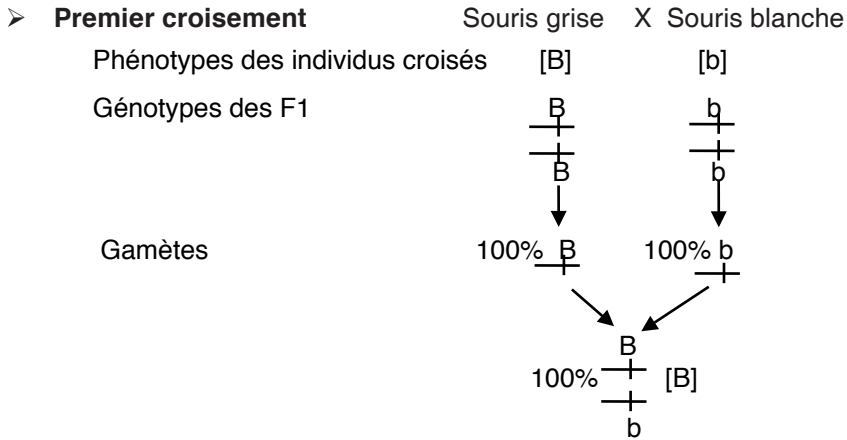 ➢ Premier croisement Souris grise X Souris blanche
Phénotypes des individus croisés [B] [b]
Génotypes des F1 B b
B b
Gamètes 100% B 100% b
B
100% [B]
b